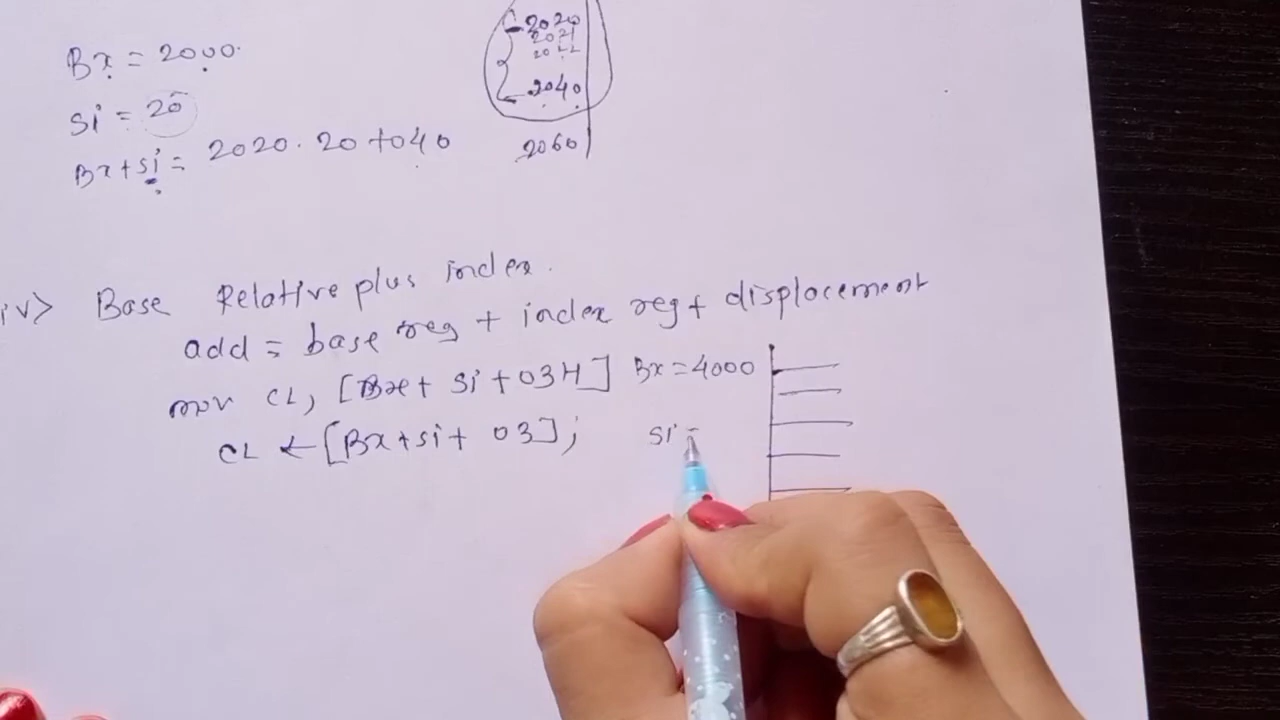 Bx = 2000.
2020
2021
2022
2040
2060
Si = 20
Bx+si = 2020. 20 to 40
iv> Base Relative plus index.
add = base reg + index reg + displacement
mov CL, [Bx + Si + 03H] Bx = 4000
CL ← [Bx+si+ 03]; Si =